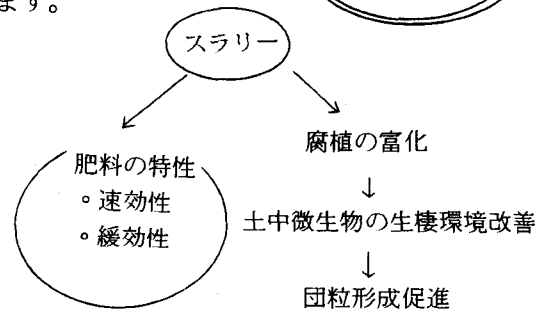 ます。
スラリー
肥料の特性
。速効性
。緩効性
腐植の富化
↓
土中微生物の生棲環境改善
↓
団粒形成促進